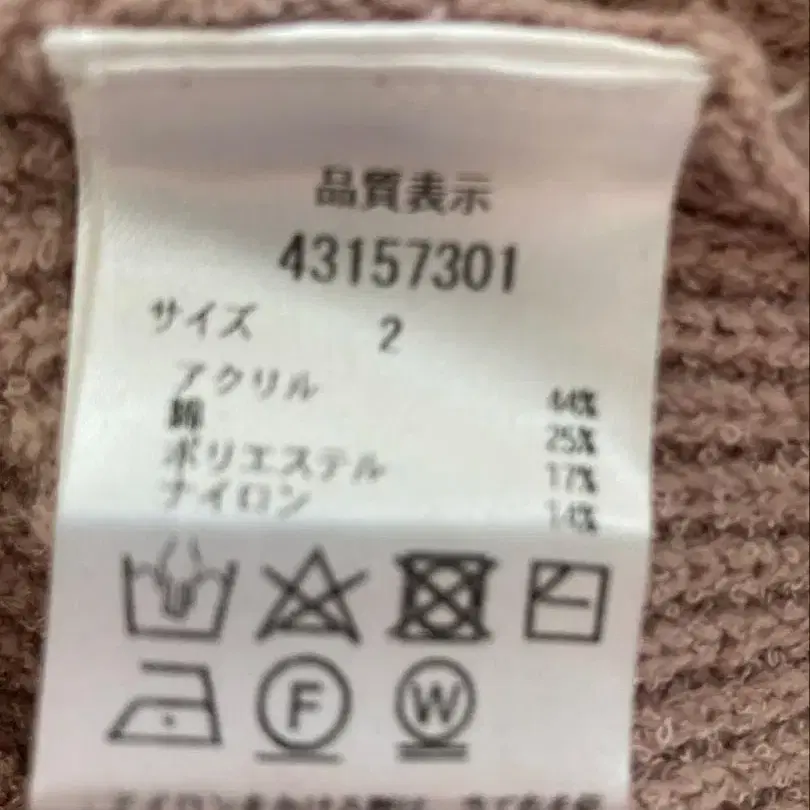 品質表示
43157301
サイズ 2
アクリル 44%
綿 25%
ポリエステル 17%
ナイロン 14%
F W